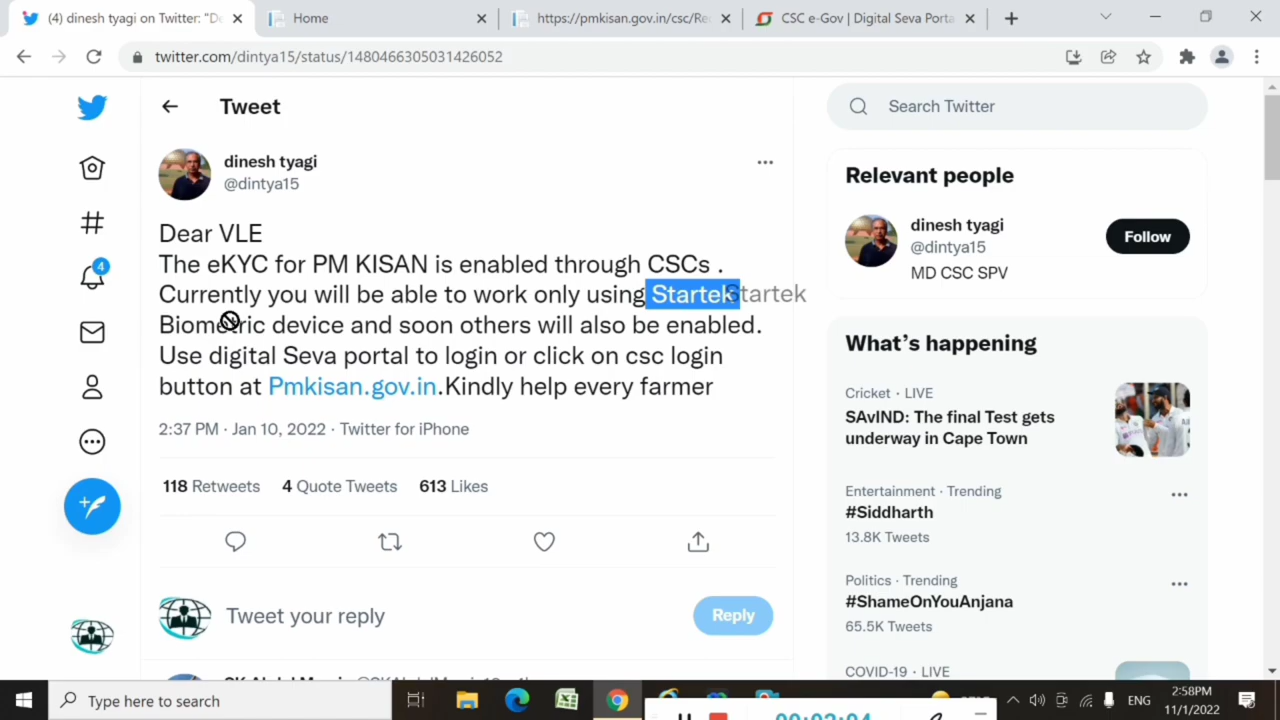 (4) dinesh tyagi on Twitter: "De
Home
https://pmkisan.gov.in/csc/Re
CSC e-Gov | Digital Seva Porta
twitter.com/dintya15/status/1480466305031426052
Tweet
Search Twitter
dinesh tyagi
@dintya15
Dear VLE
The eKYC for PM KISAN is enabled through CSCs .
Currently you will be able to work only using Startek
Startek
Biometric device and soon others will also be enabled.
Use digital Seva portal to login or click on csc login
button at Pmkisan.gov.in.Kindly help every farmer
2:37 PM · Jan 10, 2022 · Twitter for iPhone
118 Retweets 4 Quote Tweets 613 Likes
4
Tweet your reply
Reply
Relevant people
dinesh tyagi
@dintya15
MD CSC SPV
Follow
What's happening
Cricket · LIVE
SAvIND: The final Test gets
underway in Cape Town
Entertainment · Trending
#Siddharth
13.8K Tweets
Politics · Trending
#ShameOnYouAnjana
65.5K Tweets
COVID-19 · LIVE
Type here to search
ENG
2:58PM
11/1/2022